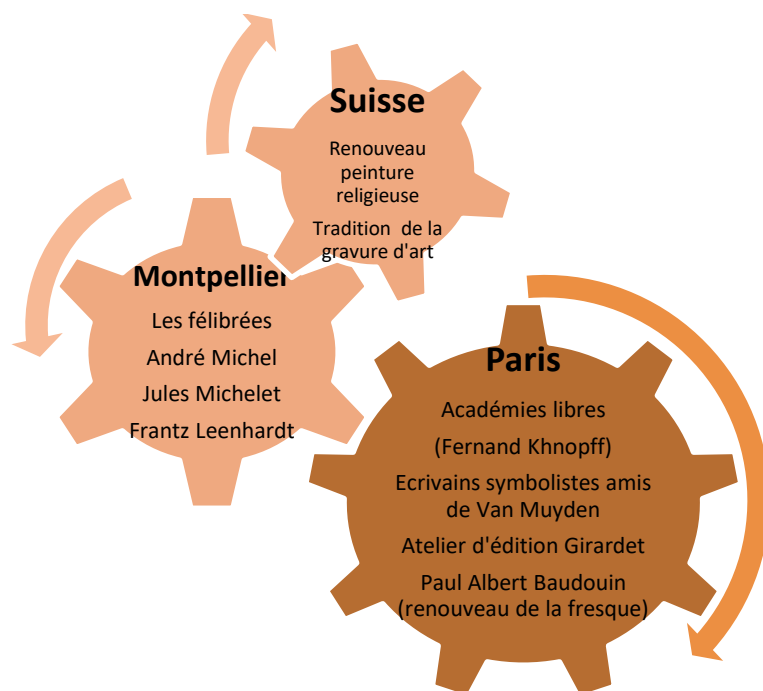 Suisse
Renouveau
peinture
religieuse
Tradition de la
gravure d'art
Montpellier
Les félibrées
André Michel
Jules Michelet
Frantz Leenhardt
Paris
Académies libres
(Fernand Khnopff)
Ecrivains symbolistes amis
de Van Muyden
Atelier d'édition Girardet
Paul Albert Baudouin
(renouveau de la fresque)